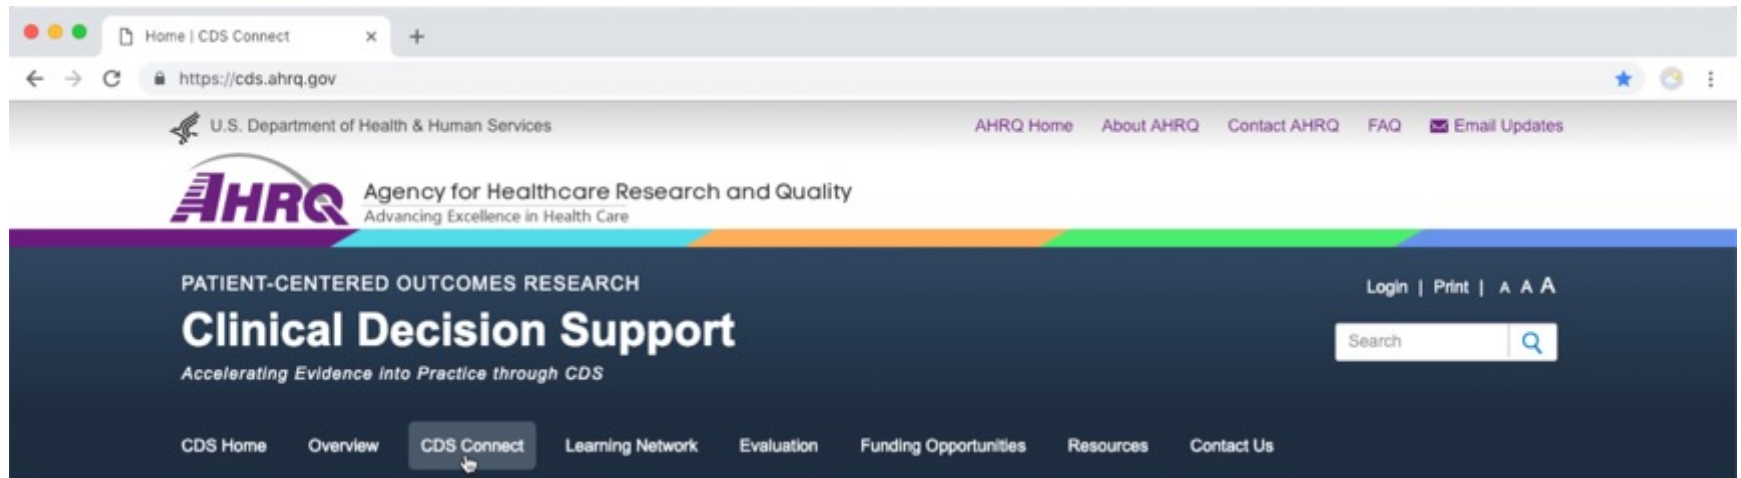 Home | CDS Connect
https://cds.ahrq.gov
U.S. Department of Health & Human Services
AHRQ Home About AHRQ Contact AHRQ FAQ Email Updates
AHRQ
Agency for Healthcare Research and Quality
Advancing Excellence in Health Care
PATIENT-CENTERED OUTCOMES RESEARCH
Login | Print | A A A
Clinical Decision Support
Search
Accelerating Evidence into Practice through CDS
CDS Home Overview CDS Connect Learning Network Evaluation Funding Opportunities Resources Contact Us